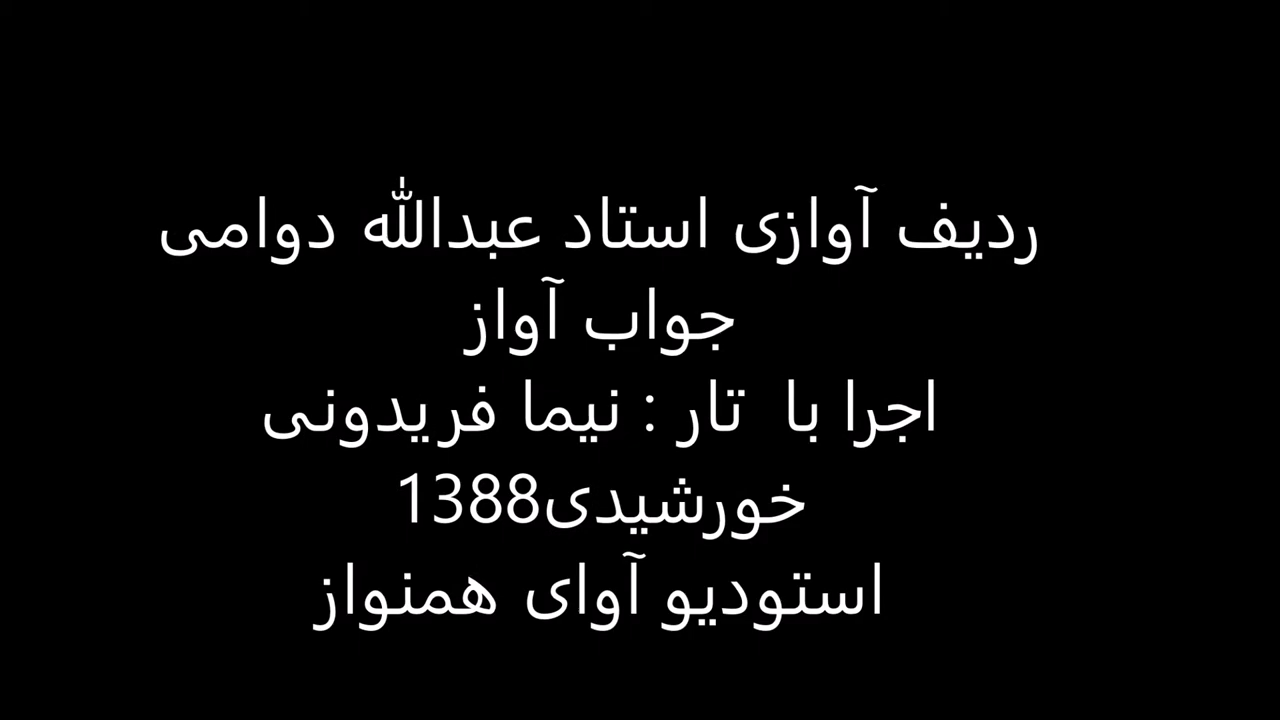 ردیف آوازی استاد عبدالله دوامی
جواب آواز
اجرا با تار : نیما فریدونی
خورشیدی1388
استودیو آوای همنواز